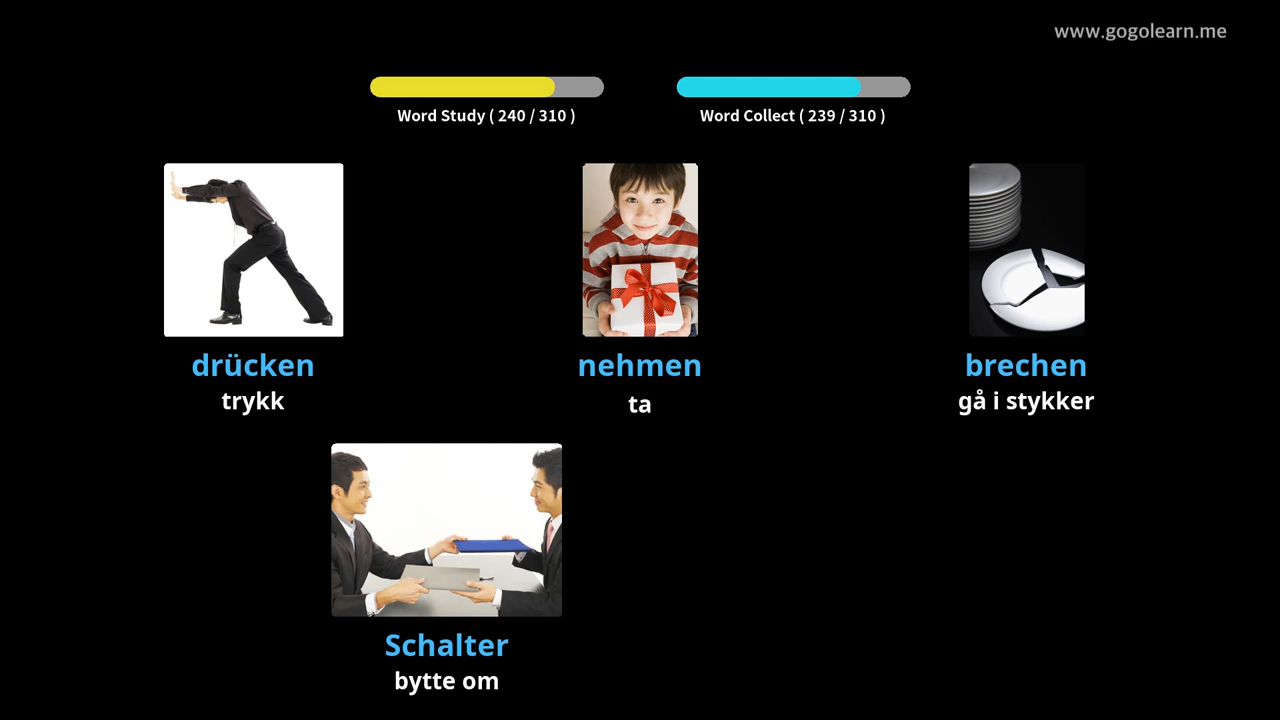 www.gogolearn.me
Word Study ( 240 / 310 )
Word Collect ( 239 / 310 )
drücken
trykk
nehmen
ta
brechen
gå i stykker
Schalter
bytte om